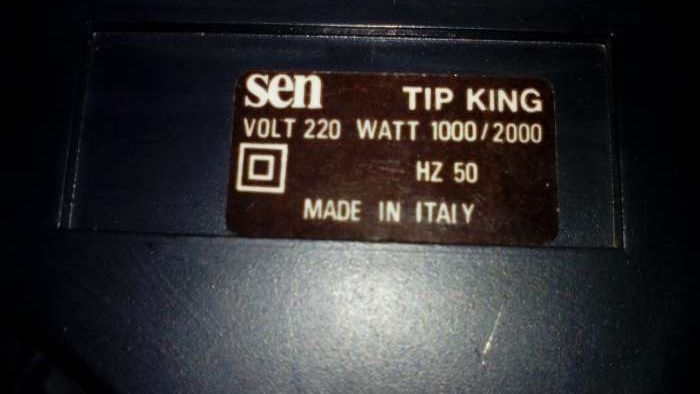 sen TIP KING
VOLT 220 WATT 1000/2000
HZ 50
MADE IN ITALY